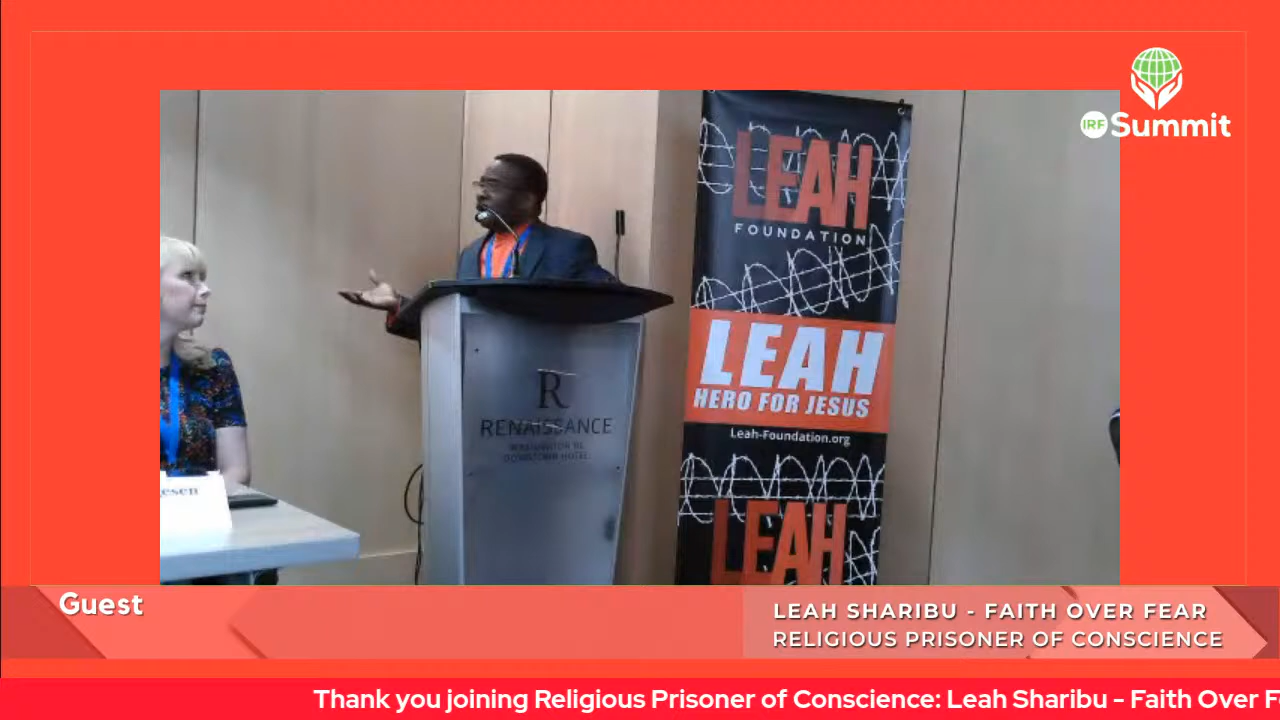 IRF Summit
LEAH
FOUNDATION
LEAH
HERO FOR JESUS
Leah-Foundation.org
LEAH
R
RENAISSANCE
WASHINGTON DC
DOWNTOWN HOTEL
esen
Guest
LEAH SHARIBU - FAITH OVER FEAR
RELIGIOUS PRISONER OF CONSCIENCE
Thank you joining Religious Prisoner of Conscience: Leah Sharibu - Faith Over F